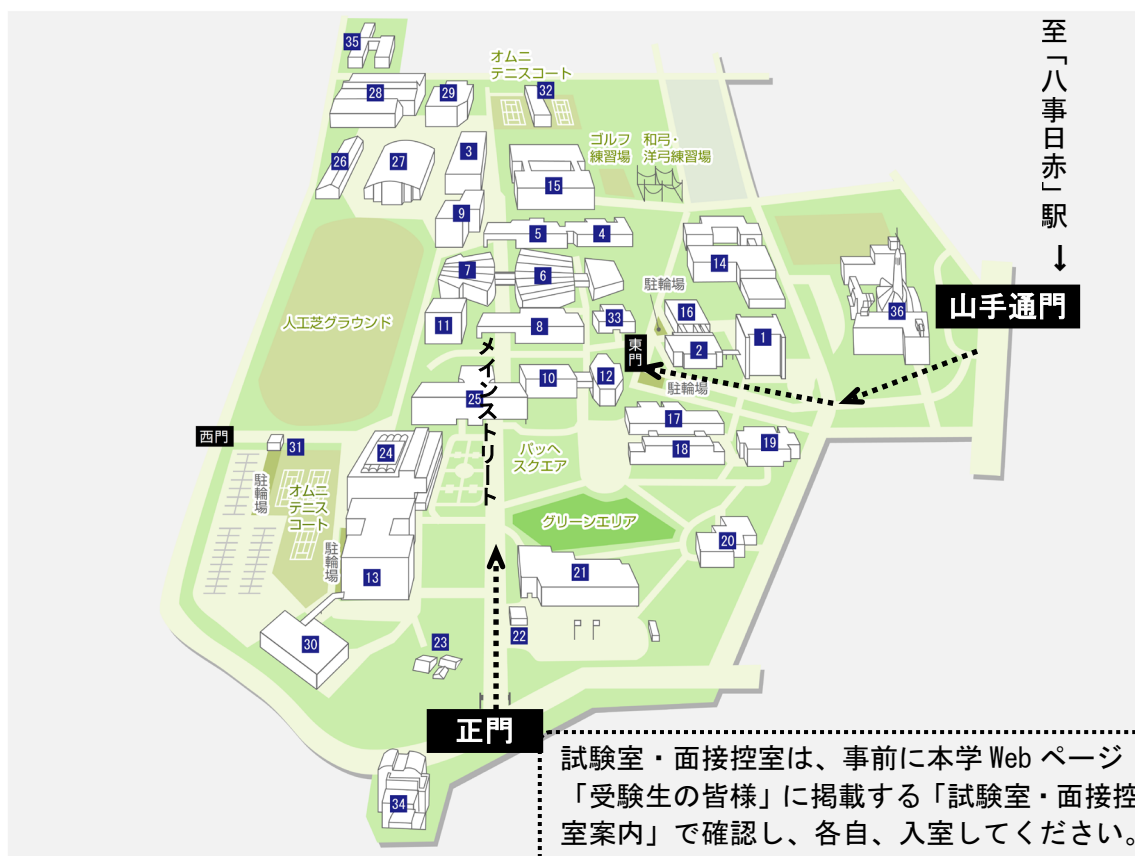 至「八事日赤」駅
↓
山手通門
35
オムニ
テニスコート
28
29
32
26
27
3
ゴルフ
練習場
和弓・
洋弓練習場
15
9
5
4
7
6
14
駐輪場
36
人工芝グラウンド
11
8
33
16
1
2
東門
メインストリート
10
12
駐輪場
25
17
18
19
西門
31
24
バッヘ
スクエア
駐輪場
オムニ
テニス
コート
グリーンエリア
20
駐輪場
13
21
22
30
23
正門
34
試験室・面接控室は、事前に本学 Web ページ
「受験生の皆様」に掲載する「試験室・面接控
室案内」で確認し、各自、入室してください。